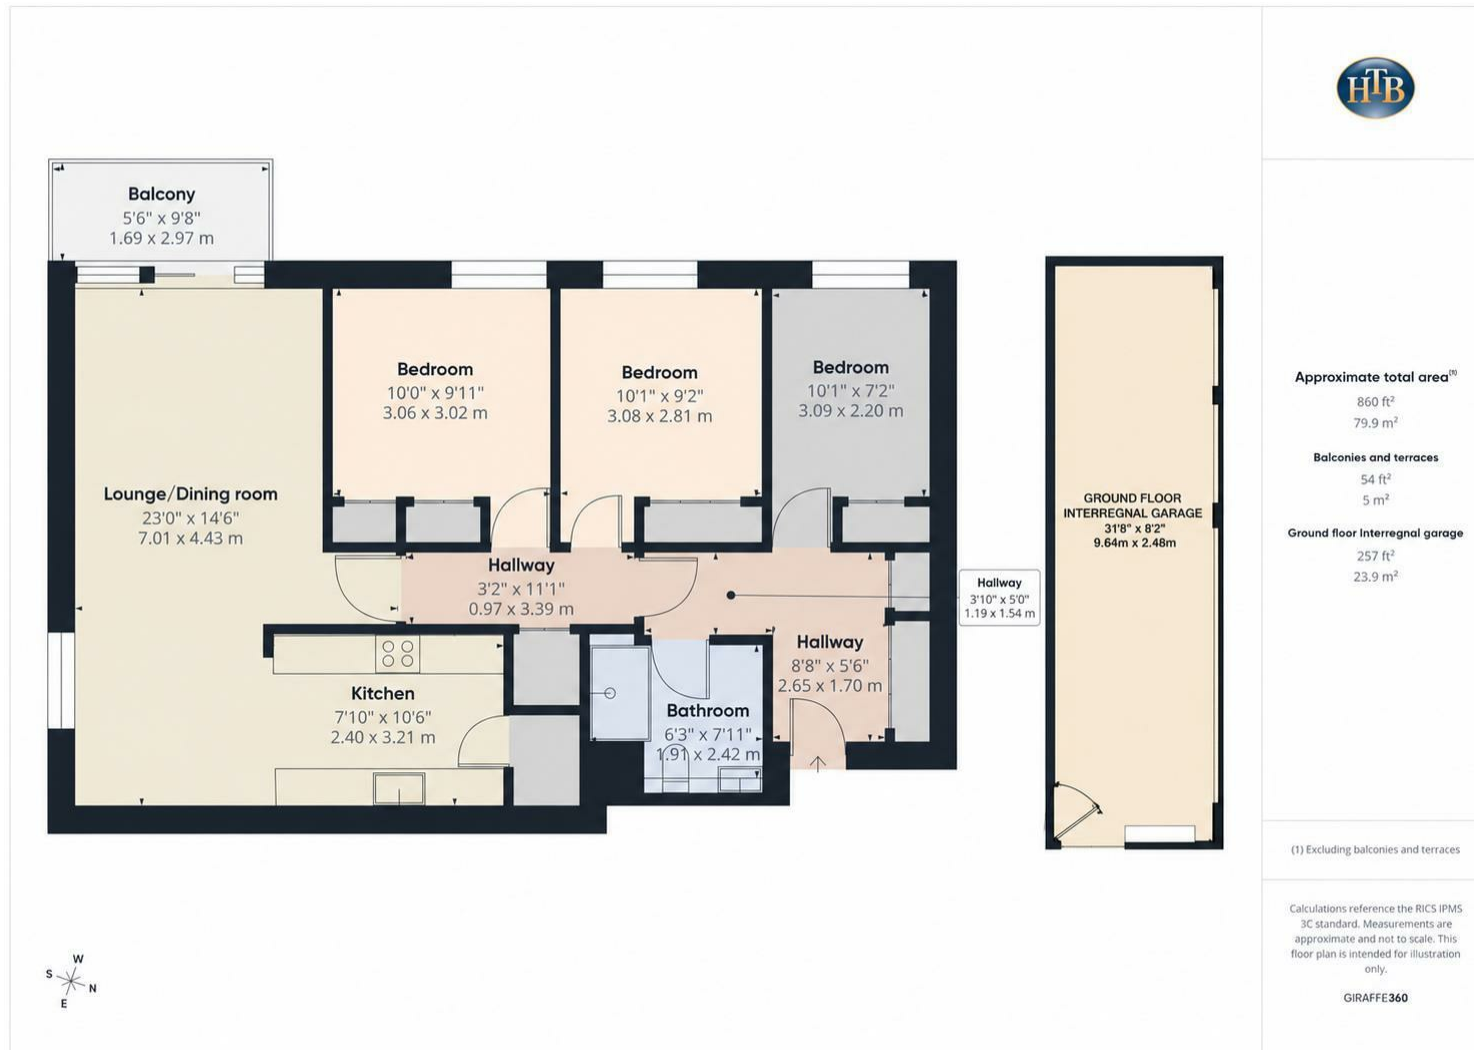 HTB
Balcony
5'6" x 9'8"
1.69 x 2.97 m
Bedroom
10'0" x 9'11"
3.06 x 3.02 m
Bedroom
10'1" x 9'2"
3.08 x 2.81 m
Bedroom
10'1" x 7'2"
3.09 x 2.20 m
Lounge/Dining room
23'0" x 14'6"
7.01 x 4.43 m
Hallway
3'2" x 11'1"
0.97 x 3.39 m
Hallway
3'10" x 5'0"
1.19 x 1.54 m
Hallway
8'8" x 5'6"
2.65 x 1.70 m
Kitchen
7'10" x 10'6"
2.40 x 3.21 m
Bathroom
6'3" x 7'11"
1.91 x 2.42 m
GROUND FLOOR
INTERREGNAL GARAGE
31'8" x 8'2"
9.64m x 2.48m
W
S
N
E
Approximate total area(1)
860 ft²
79.9 m²
Balconies and terraces
54 ft²
5 m²
Ground floor Interregnal garage
257 ft²
23.9 m²
(1) Excluding balconies and terraces
Calculations reference the RICS IPMS
3C standard. Measurements are
approximate and not to scale. This
floor plan is intended for illustration
only.
GIRAFFE360